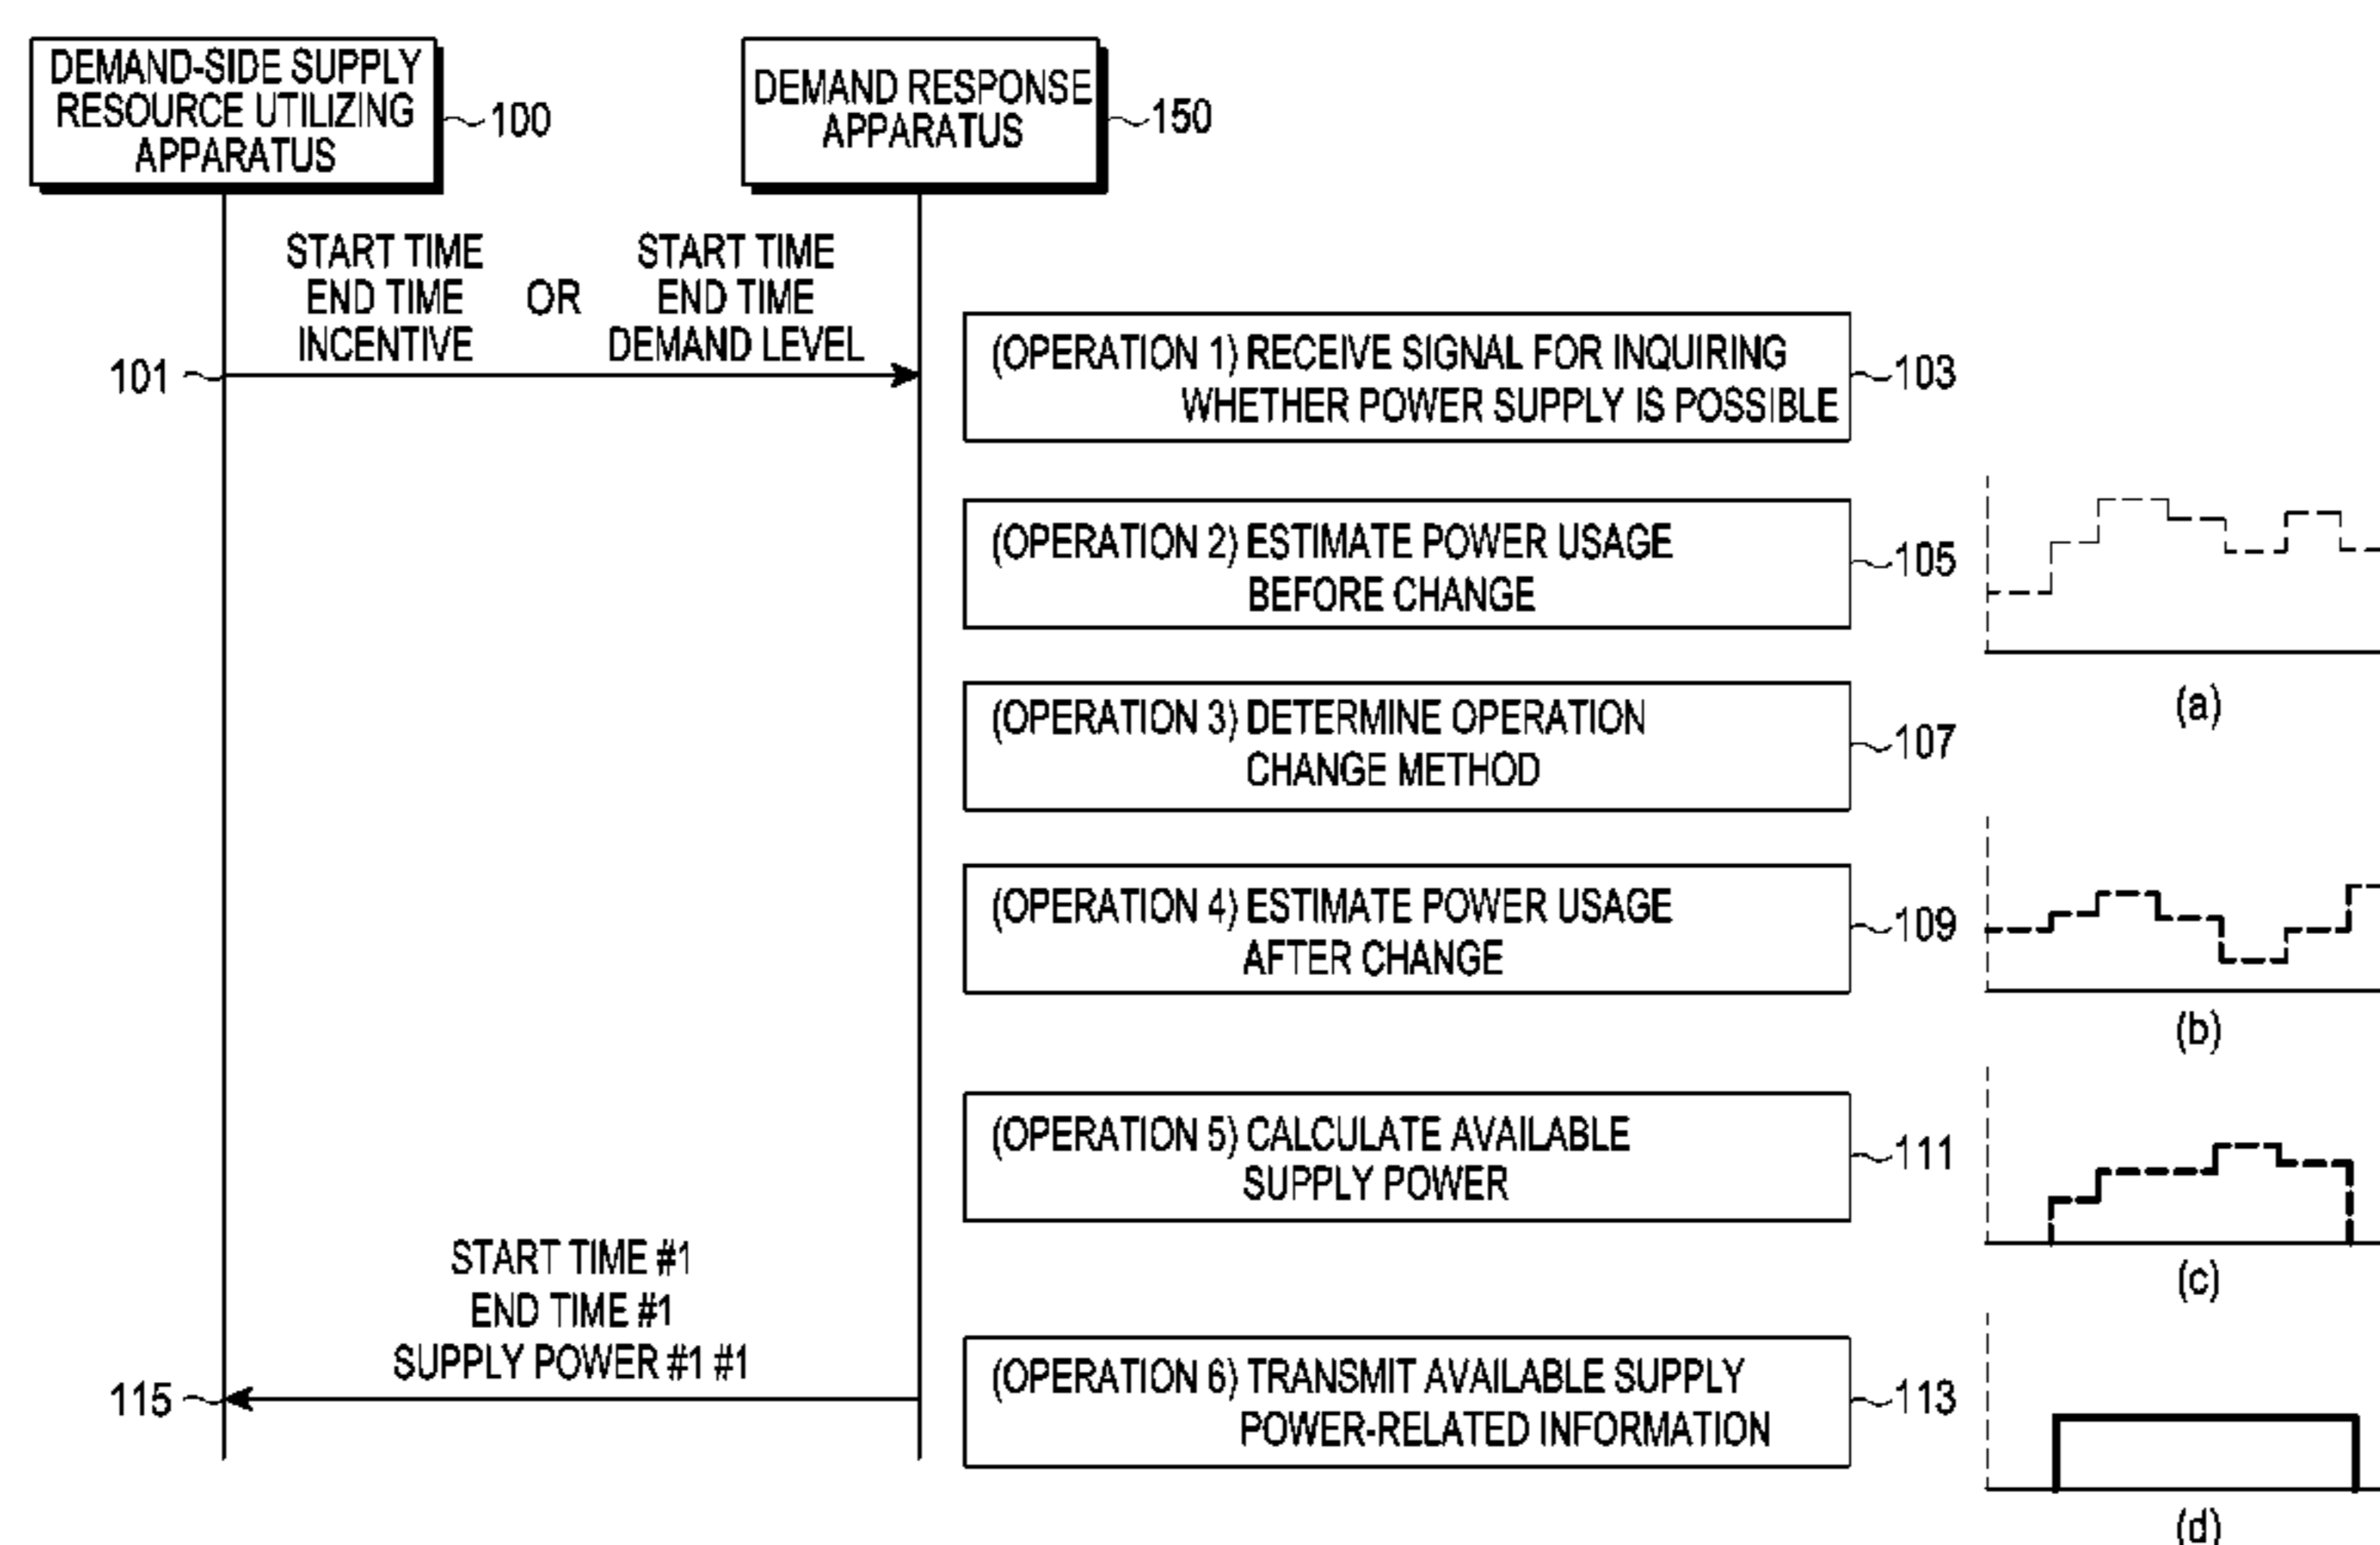 DEMAND-SIDE SUPPLY
RESOURCE UTILIZING
APPARATUS
100
DEMAND RESPONSE
APPARATUS
150
START TIME
END TIME
INCENTIVE
OR
START TIME
END TIME
DEMAND LEVEL
101
(OPERATION 1) RECEIVE SIGNAL FOR INQUIRING
WHETHER POWER SUPPLY IS POSSIBLE
103
(OPERATION 2) ESTIMATE POWER USAGE
BEFORE CHANGE
105
(a)
(OPERATION 3) DETERMINE OPERATION
CHANGE METHOD
107
(OPERATION 4) ESTIMATE POWER USAGE
AFTER CHANGE
109
(b)
(OPERATION 5) CALCULATE AVAILABLE
SUPPLY POWER
111
(c)
START TIME #1
END TIME #1
SUPPLY POWER #1 #1
115
(OPERATION 6) TRANSMIT AVAILABLE SUPPLY
POWER-RELATED INFORMATION
113
(d)